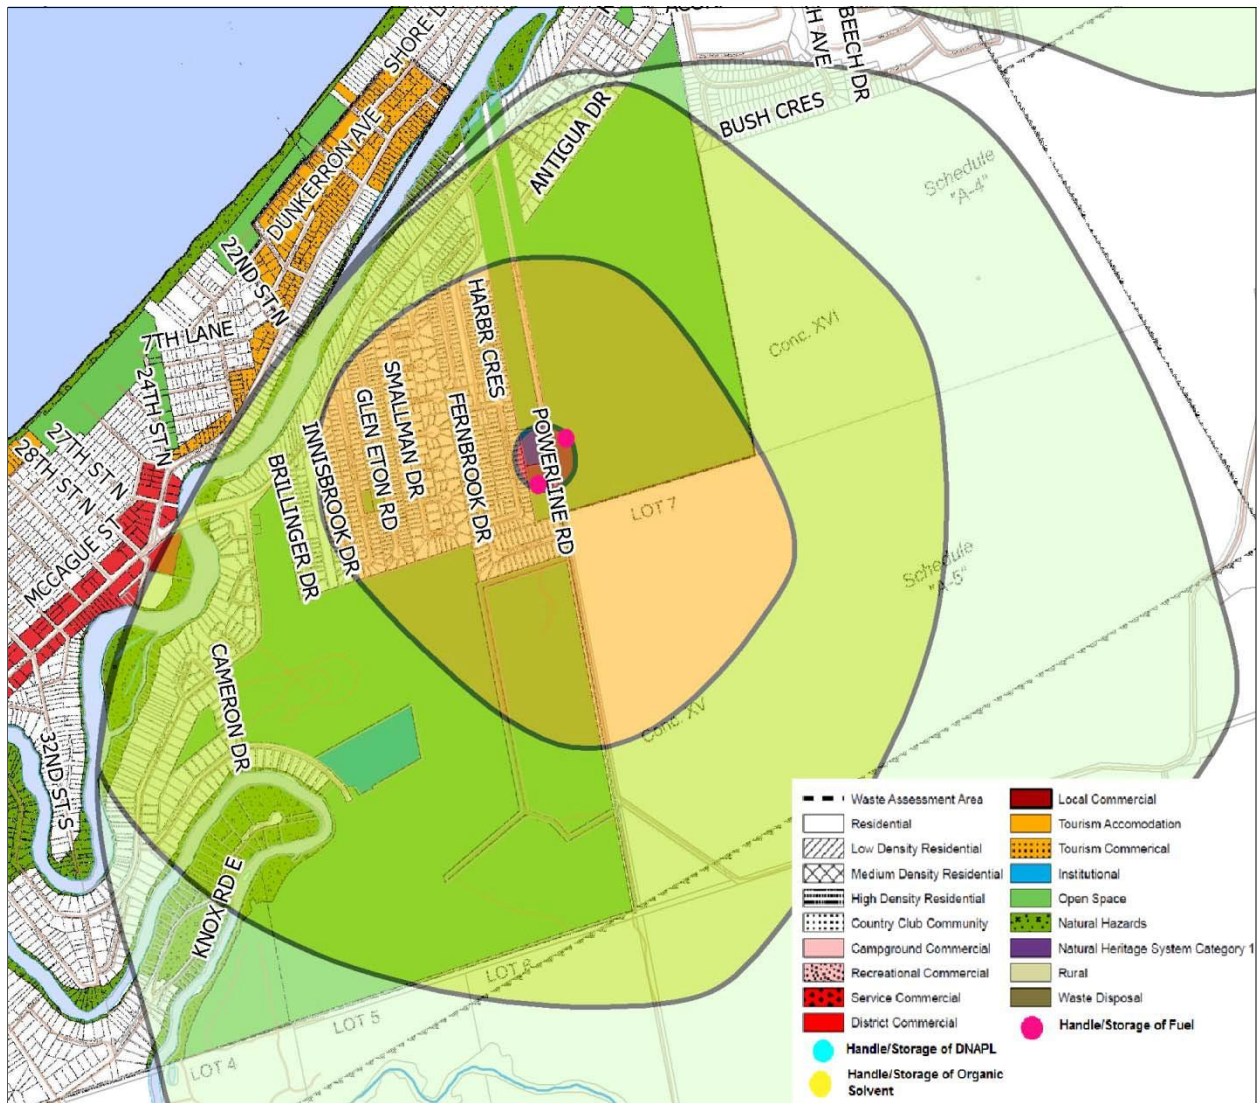 SHORE
BEECH DR
DUNKERRON AVE
ANTIGUA DR
BUSH CRES
Schedule
"A-4"
22ND ST N
7TH LANE
24TH ST N
27TH ST N
28TH ST N
MCCAGUE ST
HARBR CRES
SMALLMAN DR
GLEN ETON RD
FERNBROOK DR
POWERLINE RD
INNISBROOK DR
BRILINGER DR
Conc. XVI
LOT 7
Schedule
"A-5"
CAMERON DR
32ND ST S
Conc. XV
KNOX RD E
LOT 6
LOT 5
LOT 4
Waste Assessment Area
Residential
Low Density Residential
Medium Density Residential
High Density Residential
Country Club Community
Campground Commercial
Recreational Commercial
Service Commercial
District Commercial
Handle/Storage of DNAPL
Handle/Storage of Organic
Solvent
Local Commercial
Tourism Accomodation
Tourism Commerical
Institutional
Open Space
Natural Hazards
Natural Heritage System Category 1
Rural
Waste Disposal
Handle/Storage of Fuel